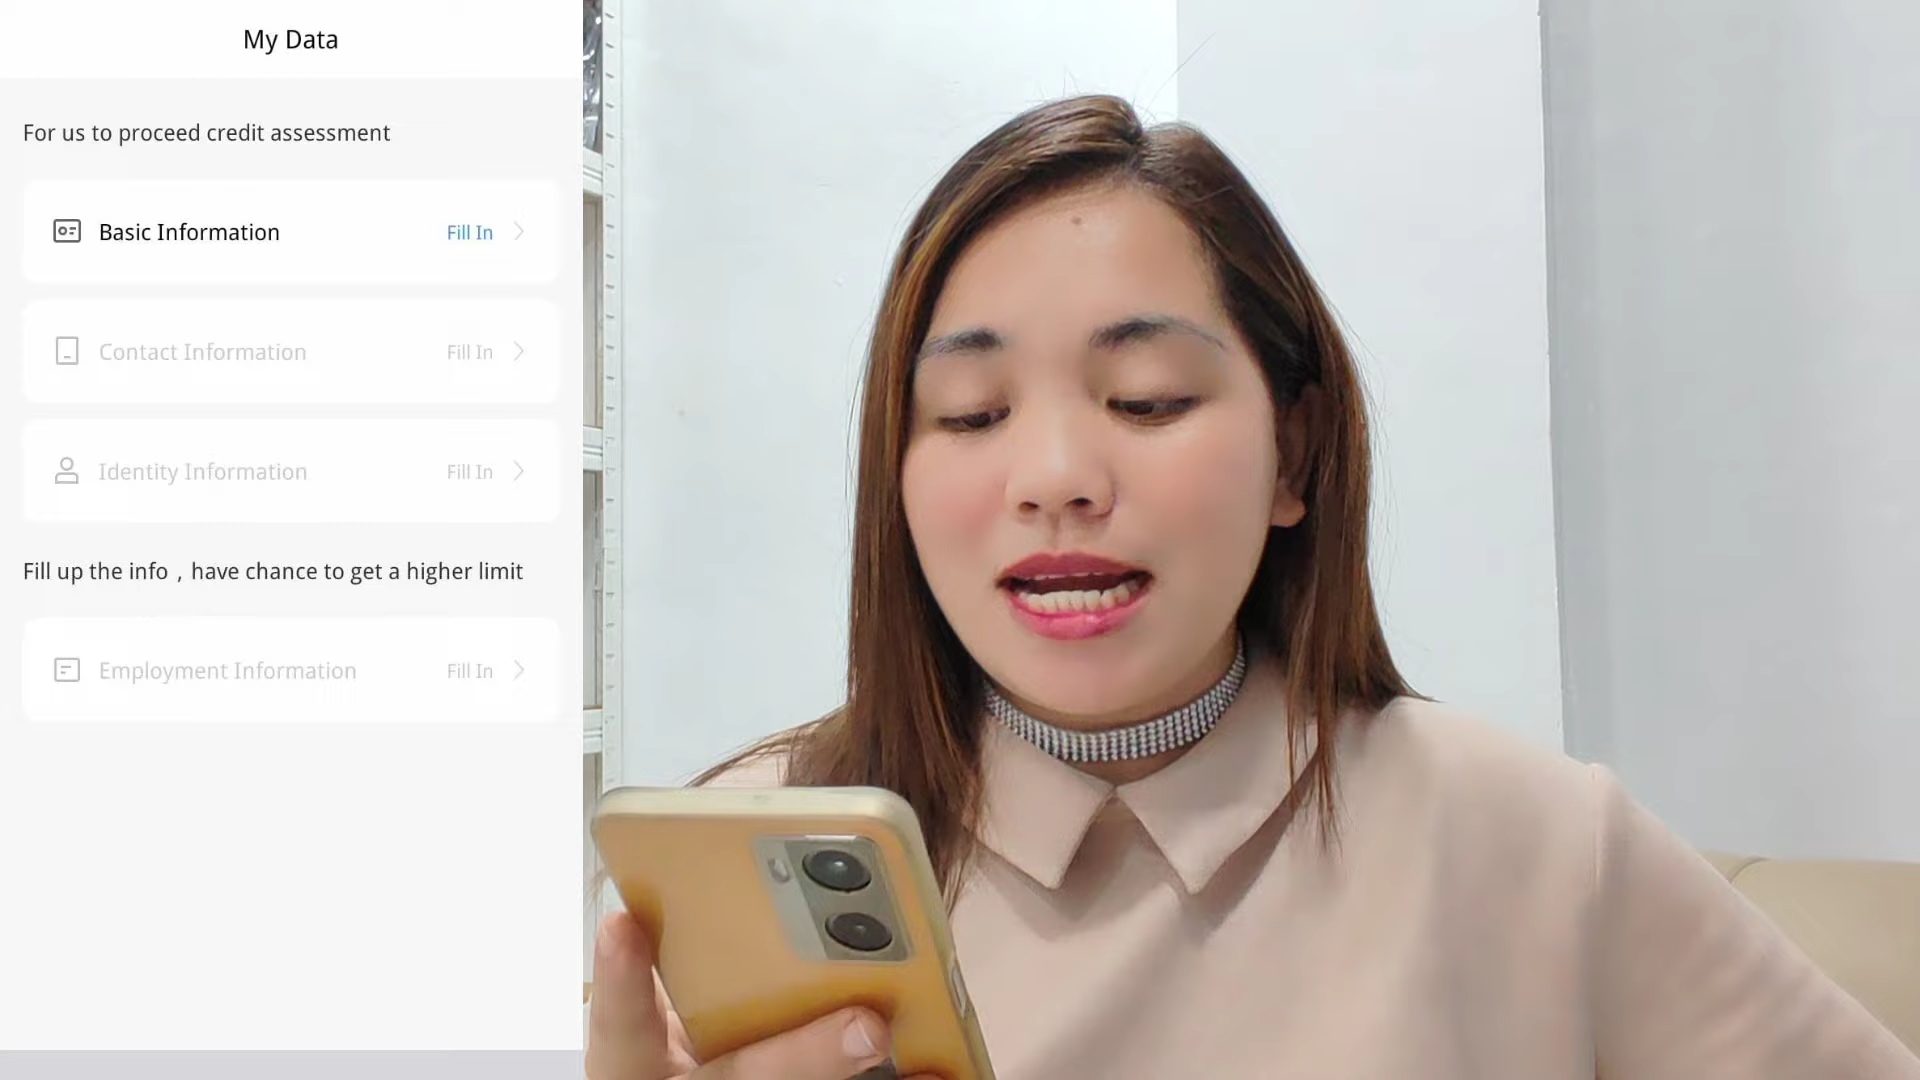 My Data
For us to proceed credit assessment
Basic Information Fill In
Contact Information Fill In
Identity Information Fill In
Fill up the info , have chance to get a higher limit
Employment Information Fill In